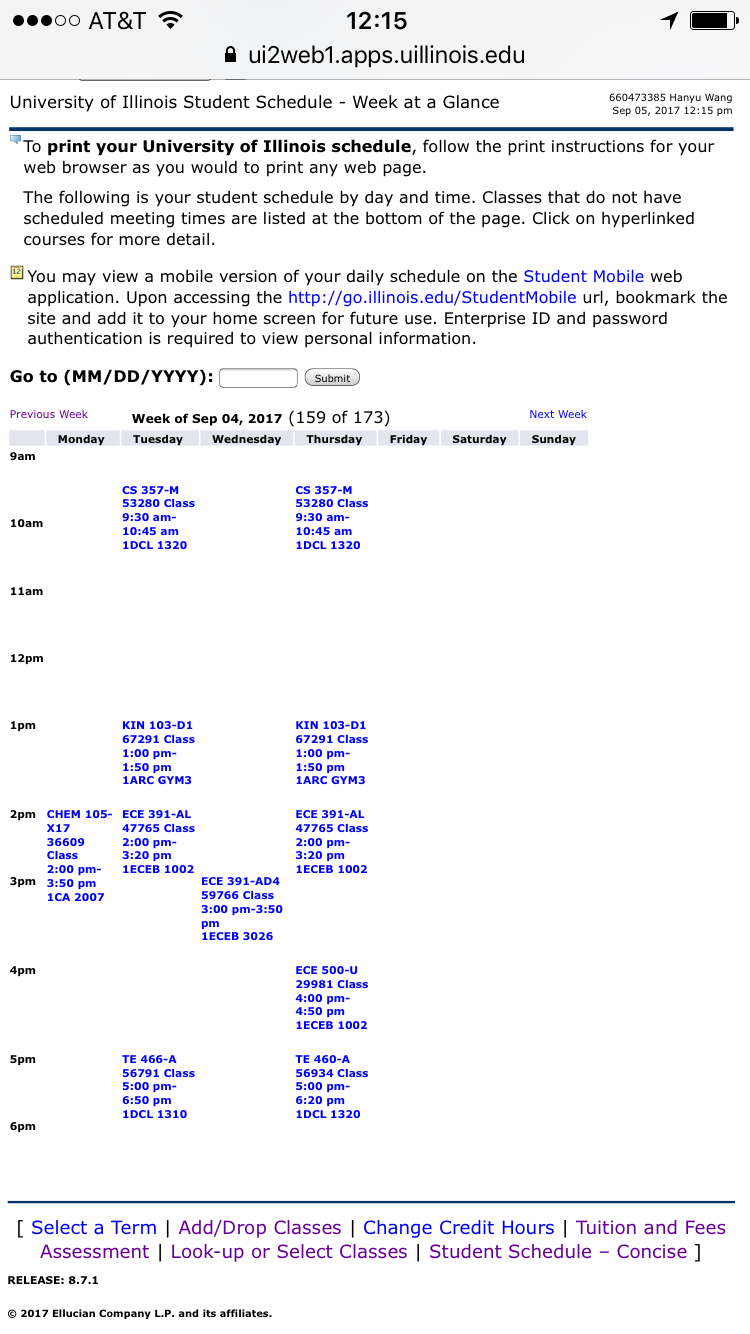 AT&T 12:15
ui2web1.apps.uillinois.edu
University of Illinois Student Schedule - Week at a Glance
660473385 Hanyu Wang
Sep 05, 2017 12:15 pm
To print your University of Illinois schedule, follow the print instructions for your
web browser as you would to print any web page.
The following is your student schedule by day and time. Classes that do not have
scheduled meeting times are listed at the bottom of the page. Click on hyperlinked
courses for more detail.
12
You may view a mobile version of your daily schedule on the Student Mobile web
application. Upon accessing the http://go.illinois.edu/StudentMobile url, bookmark the
site and add it to your home screen for future use. Enterprise ID and password
authentication is required to view personal information.
Go to (MM/DD/YYYY): Submit
Previous Week Week of Sep 04, 2017 (159 of 173) Next Week
Monday Tuesday Wednesday Thursday Friday Saturday Sunday
9am
CS 357-M
53280 Class
9:30 am-
10:45 am
1DCL 1320
CS 357-M
53280 Class
9:30 am-
10:45 am
1DCL 1320
10am
11am
12pm
1pm
KIN 103-D1
67291 Class
1:00 pm-
1:50 pm
1ARC GYM3
KIN 103-D1
67291 Class
1:00 pm-
1:50 pm
1ARC GYM3
2pm
CHEM 105-
X17
36609
Class
2:00 pm-
3:50 pm
1CA 2007
ECE 391-AL
47765 Class
2:00 pm-
3:20 pm
1ECEB 1002
ECE 391-AL
47765 Class
2:00 pm-
3:20 pm
1ECEB 1002
3pm
ECE 391-AD4
59766 Class
3:00 pm-3:50
pm
1ECEB 3026
4pm
ECE 500-U
29981 Class
4:00 pm-
4:50 pm
1ECEB 1002
5pm
TE 466-A
56791 Class
5:00 pm-
6:50 pm
1DCL 1310
TE 460-A
56934 Class
5:00 pm-
6:20 pm
1DCL 1320
6pm
[ Select a Term | Add/Drop Classes | Change Credit Hours | Tuition and Fees
Assessment | Look-up or Select Classes | Student Schedule – Concise ]
RELEASE: 8.7.1
© 2017 Ellucian Company L.P. and its affiliates.